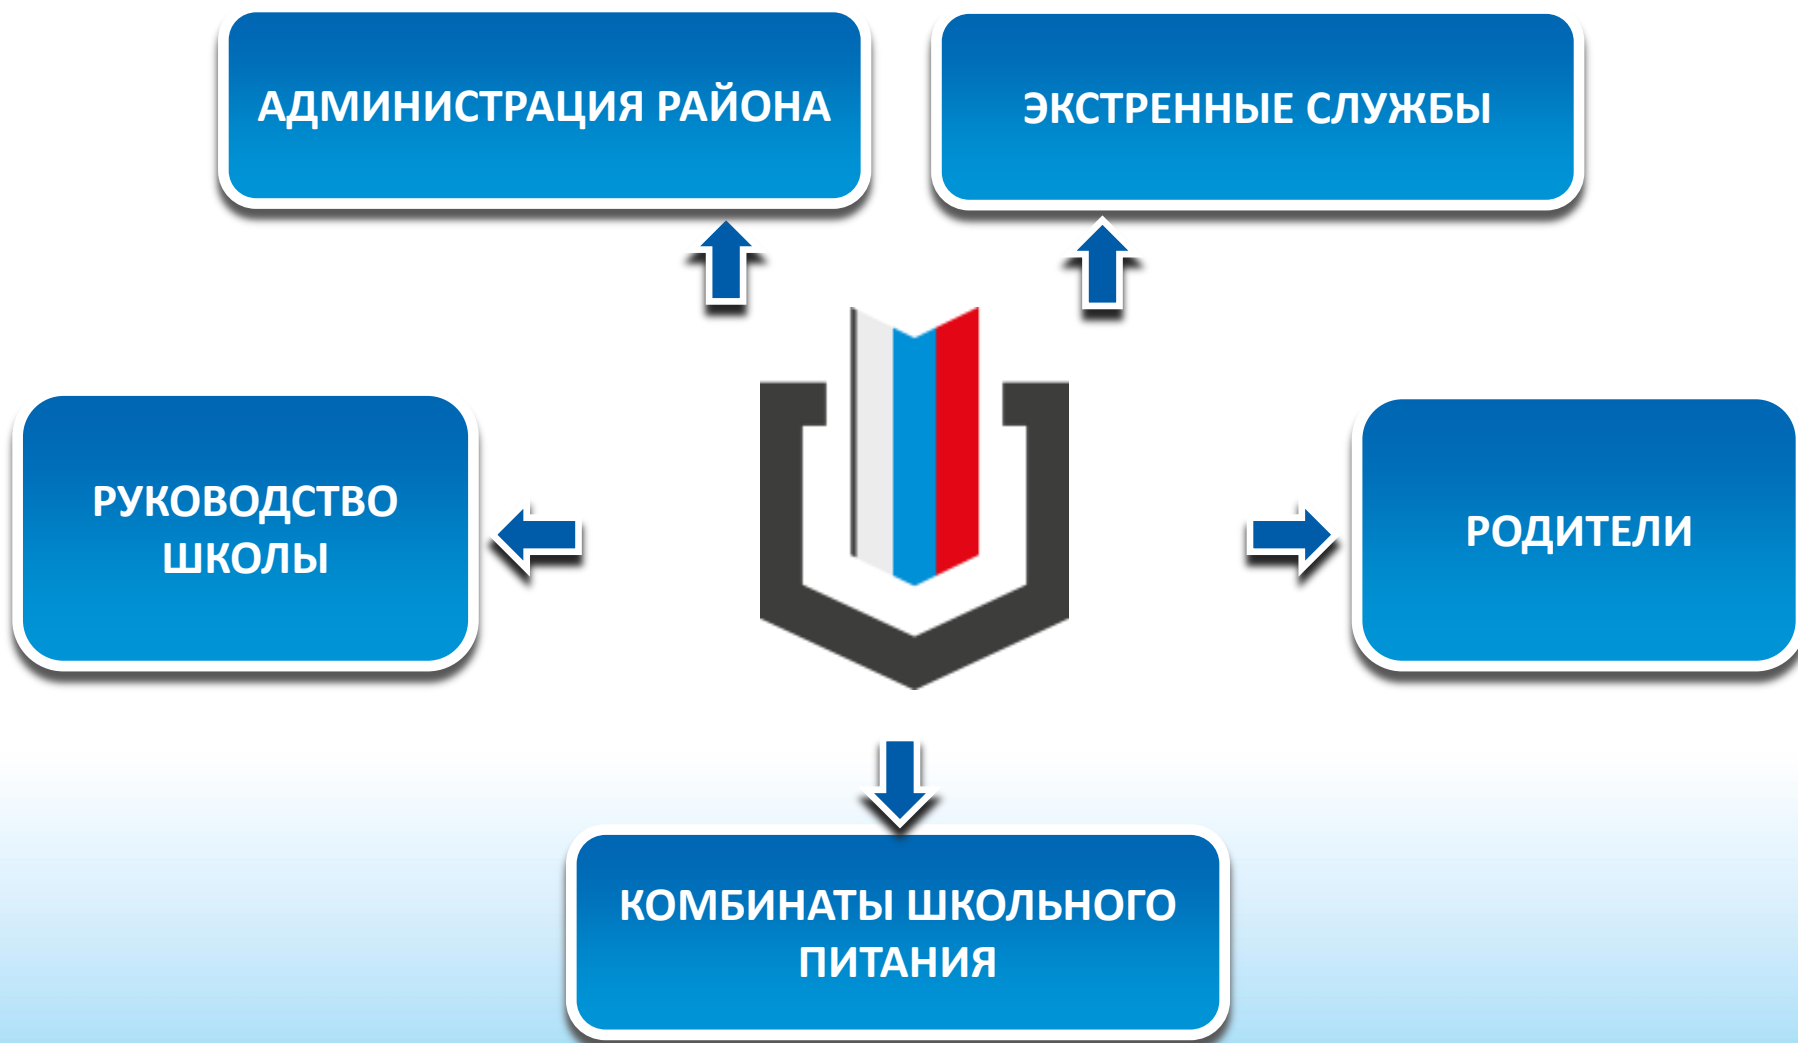 АДМИНИСТРАЦИЯ РАЙОНА
ЭКСТРЕННЫЕ СЛУЖБЫ
РУКОВОДСТВО
ШКОЛЫ
РОДИТЕЛИ
КОМБИНАТЫ ШКОЛЬНОГО
ПИТАНИЯ